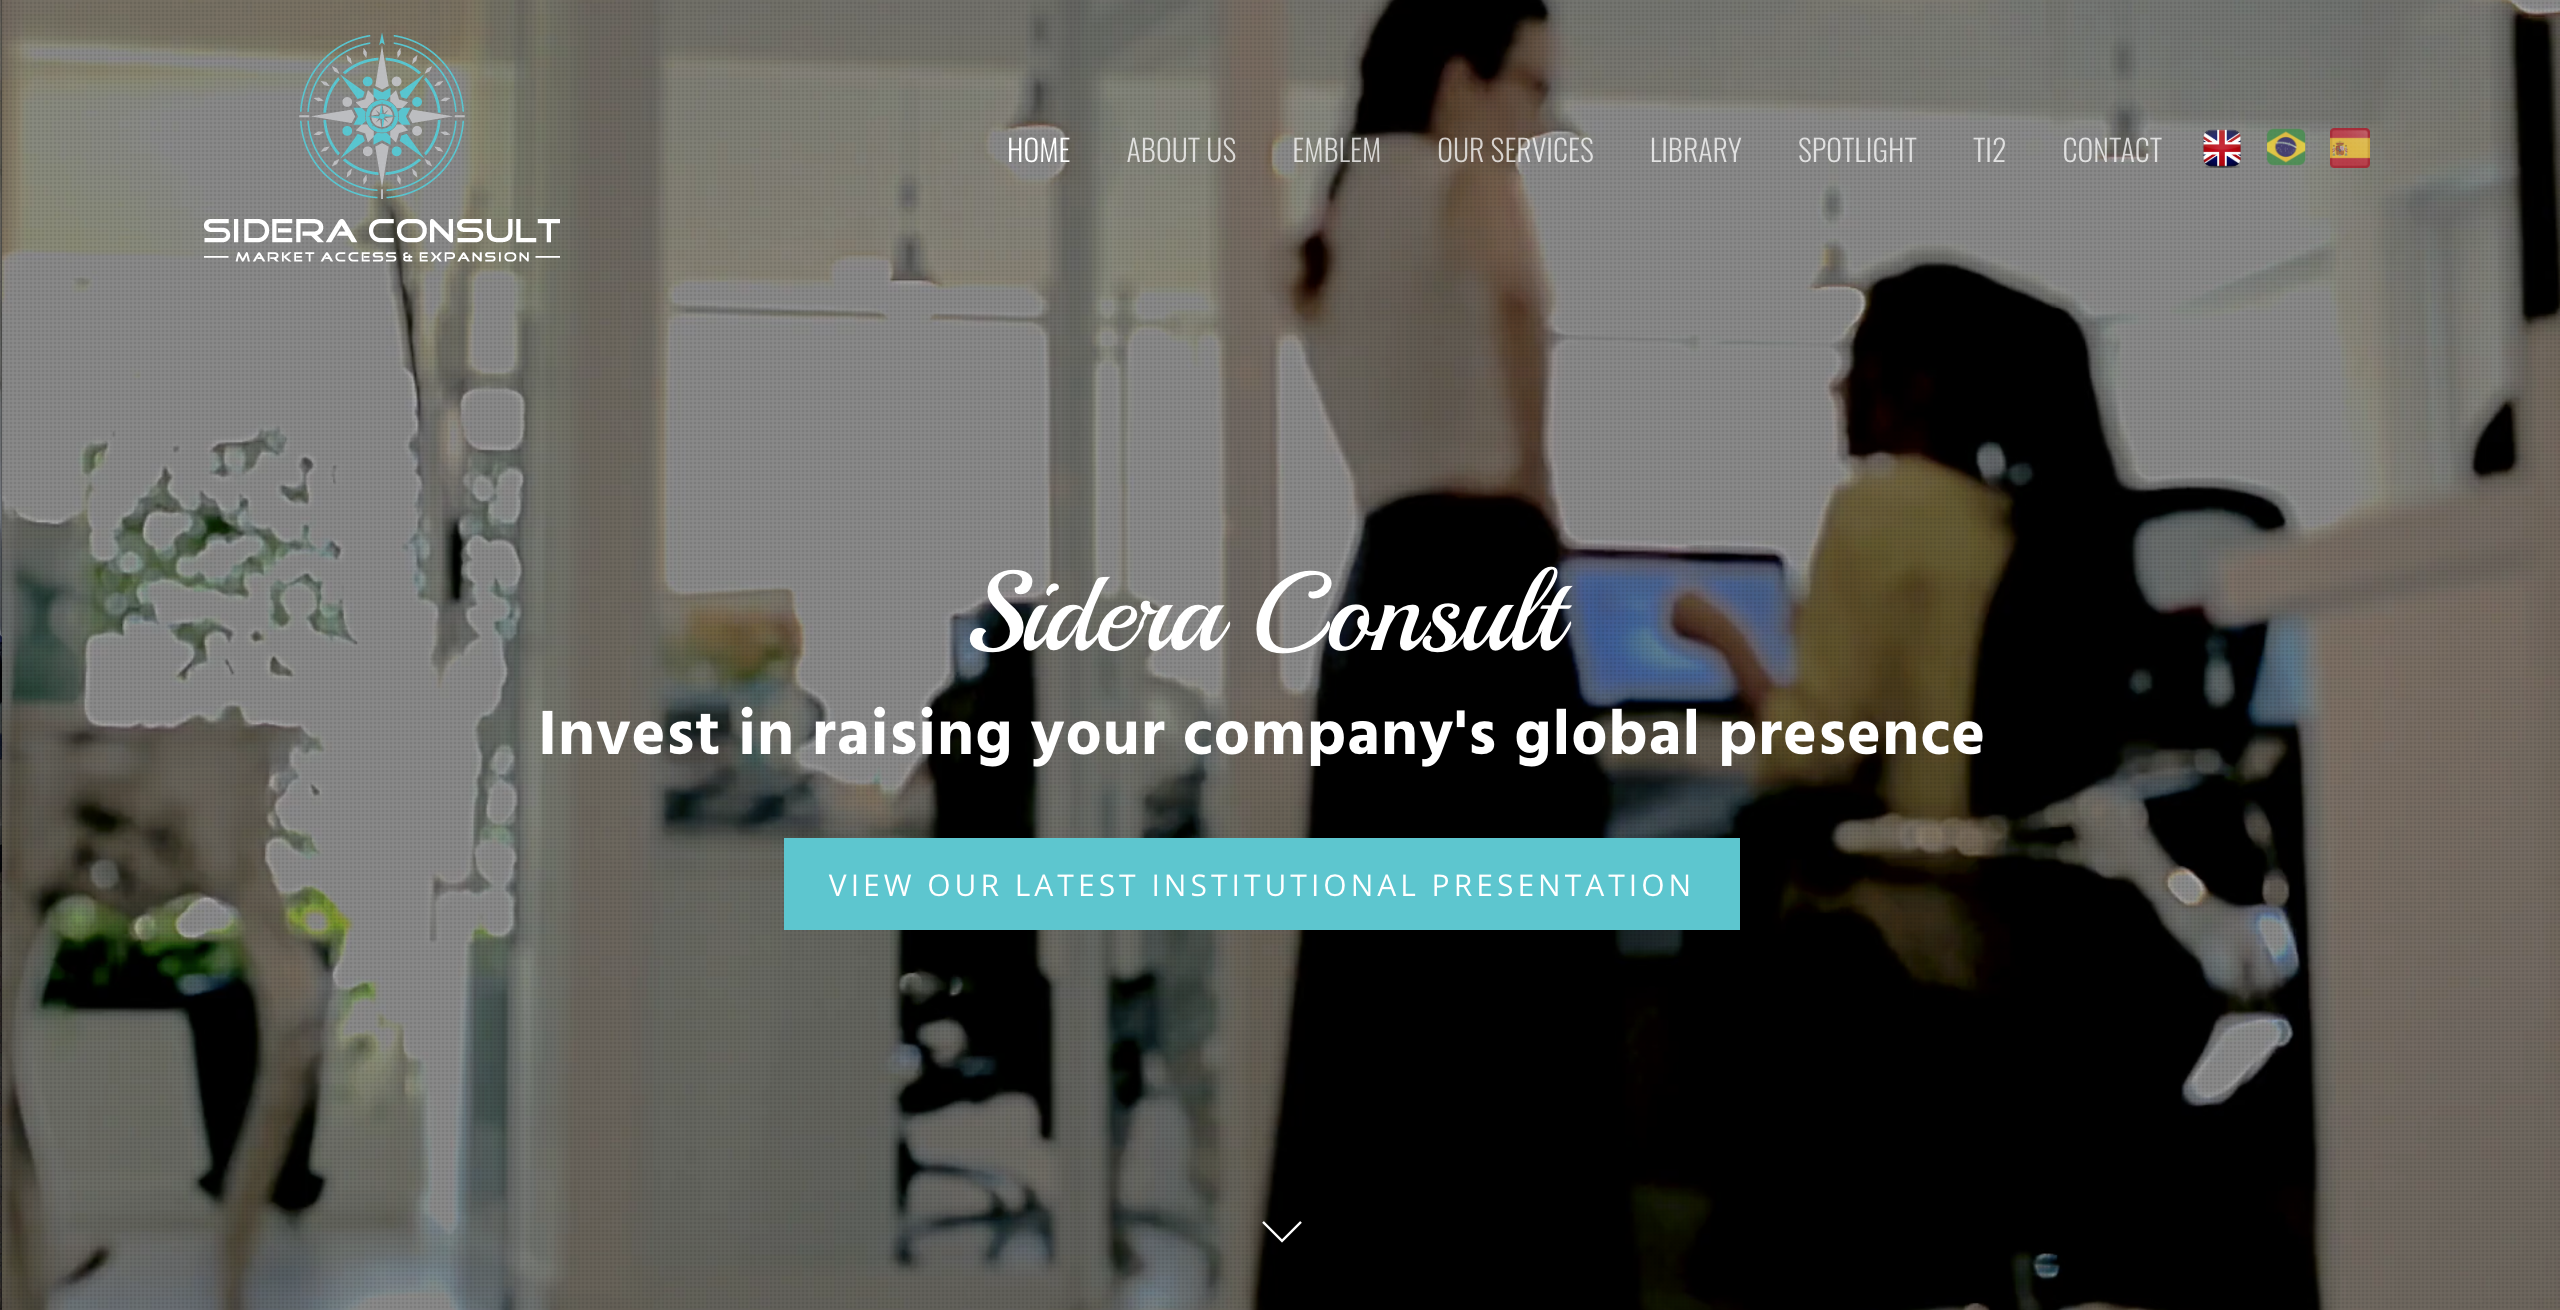 SIDERA CONSULT
MARKET ACCESS & EXPANSION
HOME ABOUT US EMBLEM OUR SERVICES LIBRARY SPOTLIGHT TI2 CONTACT
Sidera Consult
Invest in raising your company's global presence
VIEW OUR LATEST INSTITUTIONAL PRESENTATION